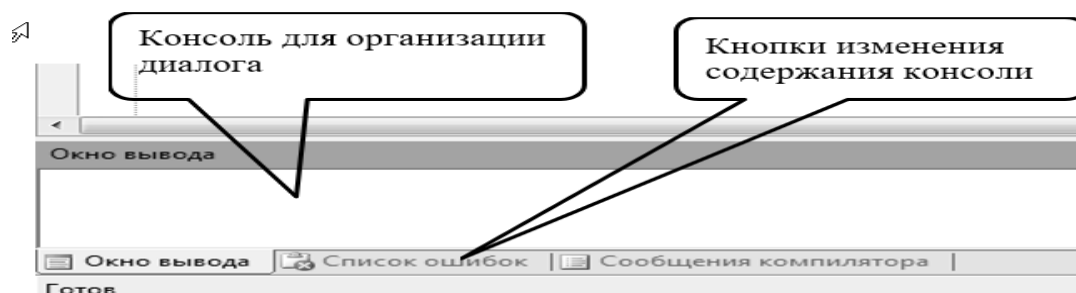 Консоль для организации
диалога
Кнопки изменения
содержания консоли
Окно вывода
Окно вывода Список ошибок Сообщения компилятора
Готов